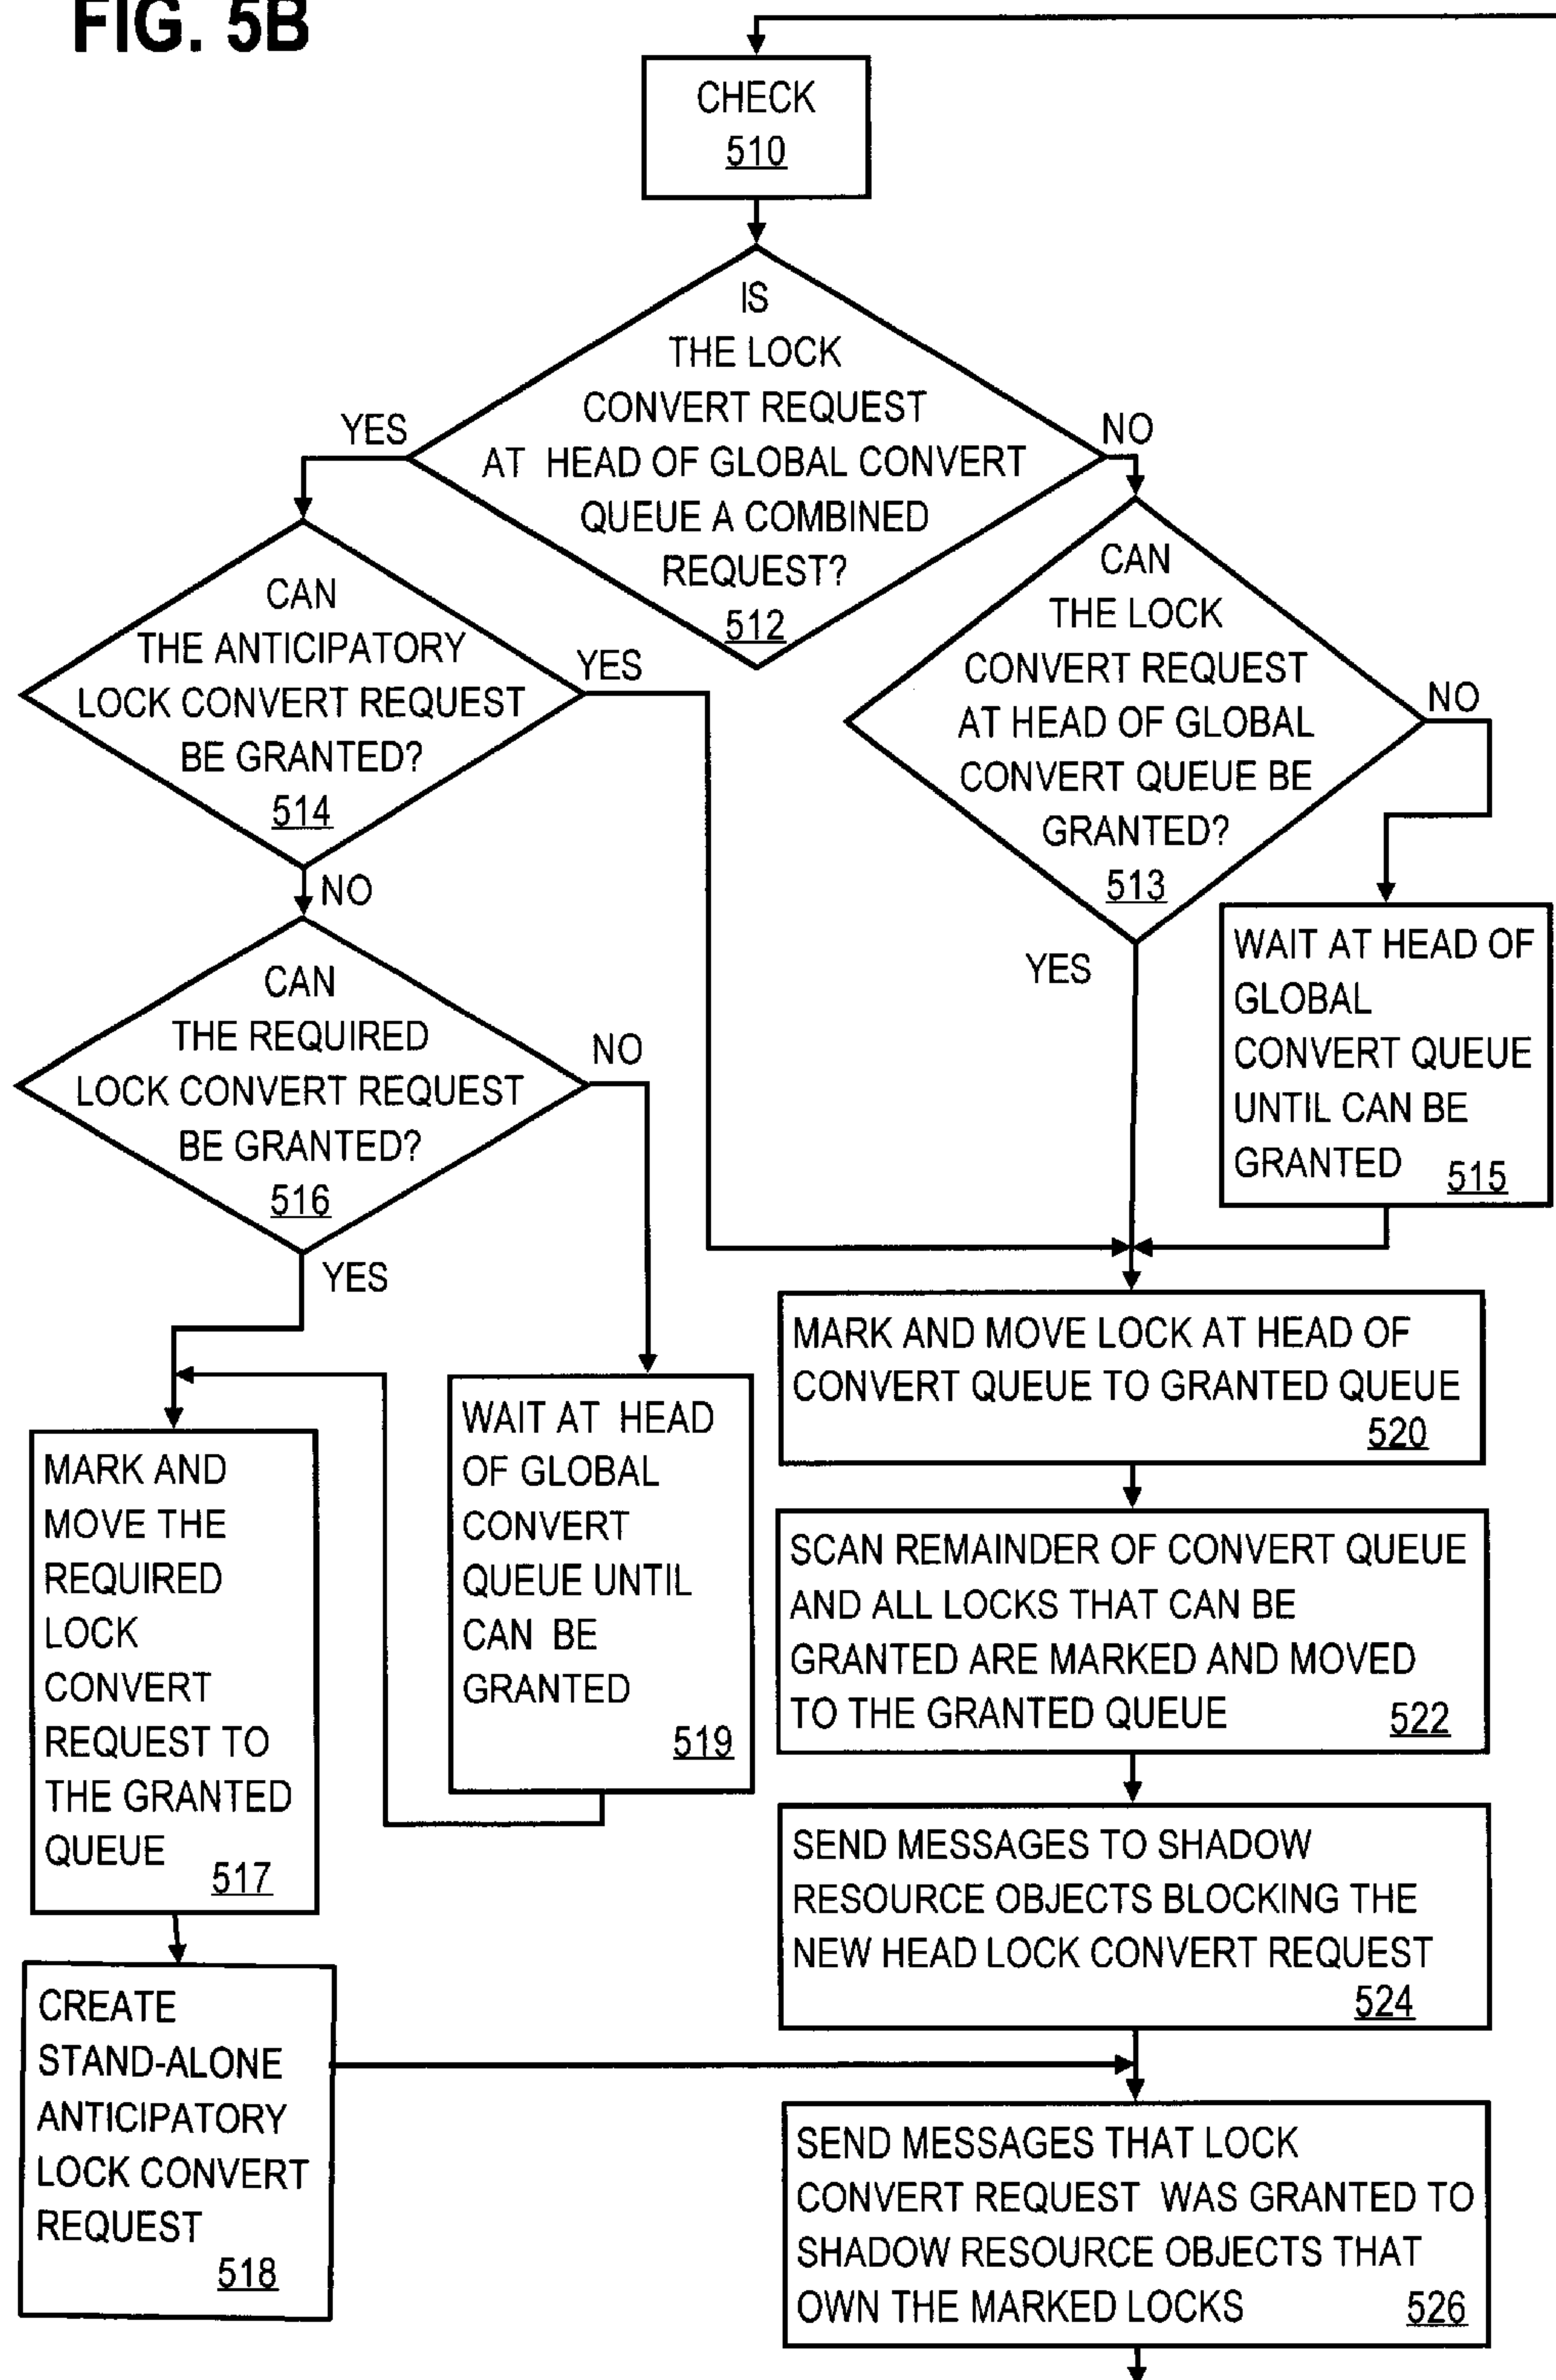 FIG. 5B
CHECK
510
IS
THE LOCK
CONVERT REQUEST
AT HEAD OF GLOBAL CONVERT
QUEUE A COMBINED
REQUEST?
512
YES
NO
CAN
THE ANTICIPATORY
LOCK CONVERT REQUEST
BE GRANTED?
514
YES
NO
CAN
THE LOCK
CONVERT REQUEST
AT HEAD OF GLOBAL
CONVERT QUEUE BE
GRANTED?
513
NO
YES
WAIT AT HEAD OF
GLOBAL
CONVERT QUEUE
UNTIL CAN BE
GRANTED 515
CAN
THE REQUIRED
LOCK CONVERT REQUEST
BE GRANTED?
516
NO
YES
MARK AND
MOVE THE
REQUIRED
LOCK
CONVERT
REQUEST TO
THE GRANTED
QUEUE 517
WAIT AT HEAD
OF GLOBAL
CONVERT
QUEUE UNTIL
CAN BE
GRANTED
519
MARK AND MOVE LOCK AT HEAD OF
CONVERT QUEUE TO GRANTED QUEUE
520
SCAN REMAINDER OF CONVERT QUEUE
AND ALL LOCKS THAT CAN BE
GRANTED ARE MARKED AND MOVED
TO THE GRANTED QUEUE 522
SEND MESSAGES TO SHADOW
RESOURCE OBJECTS BLOCKING THE
NEW HEAD LOCK CONVERT REQUEST
524
CREATE
STAND-ALONE
ANTICIPATORY
LOCK CONVERT
REQUEST
518
SEND MESSAGES THAT LOCK
CONVERT REQUEST WAS GRANTED TO
SHADOW RESOURCE OBJECTS THAT
OWN THE MARKED LOCKS 526